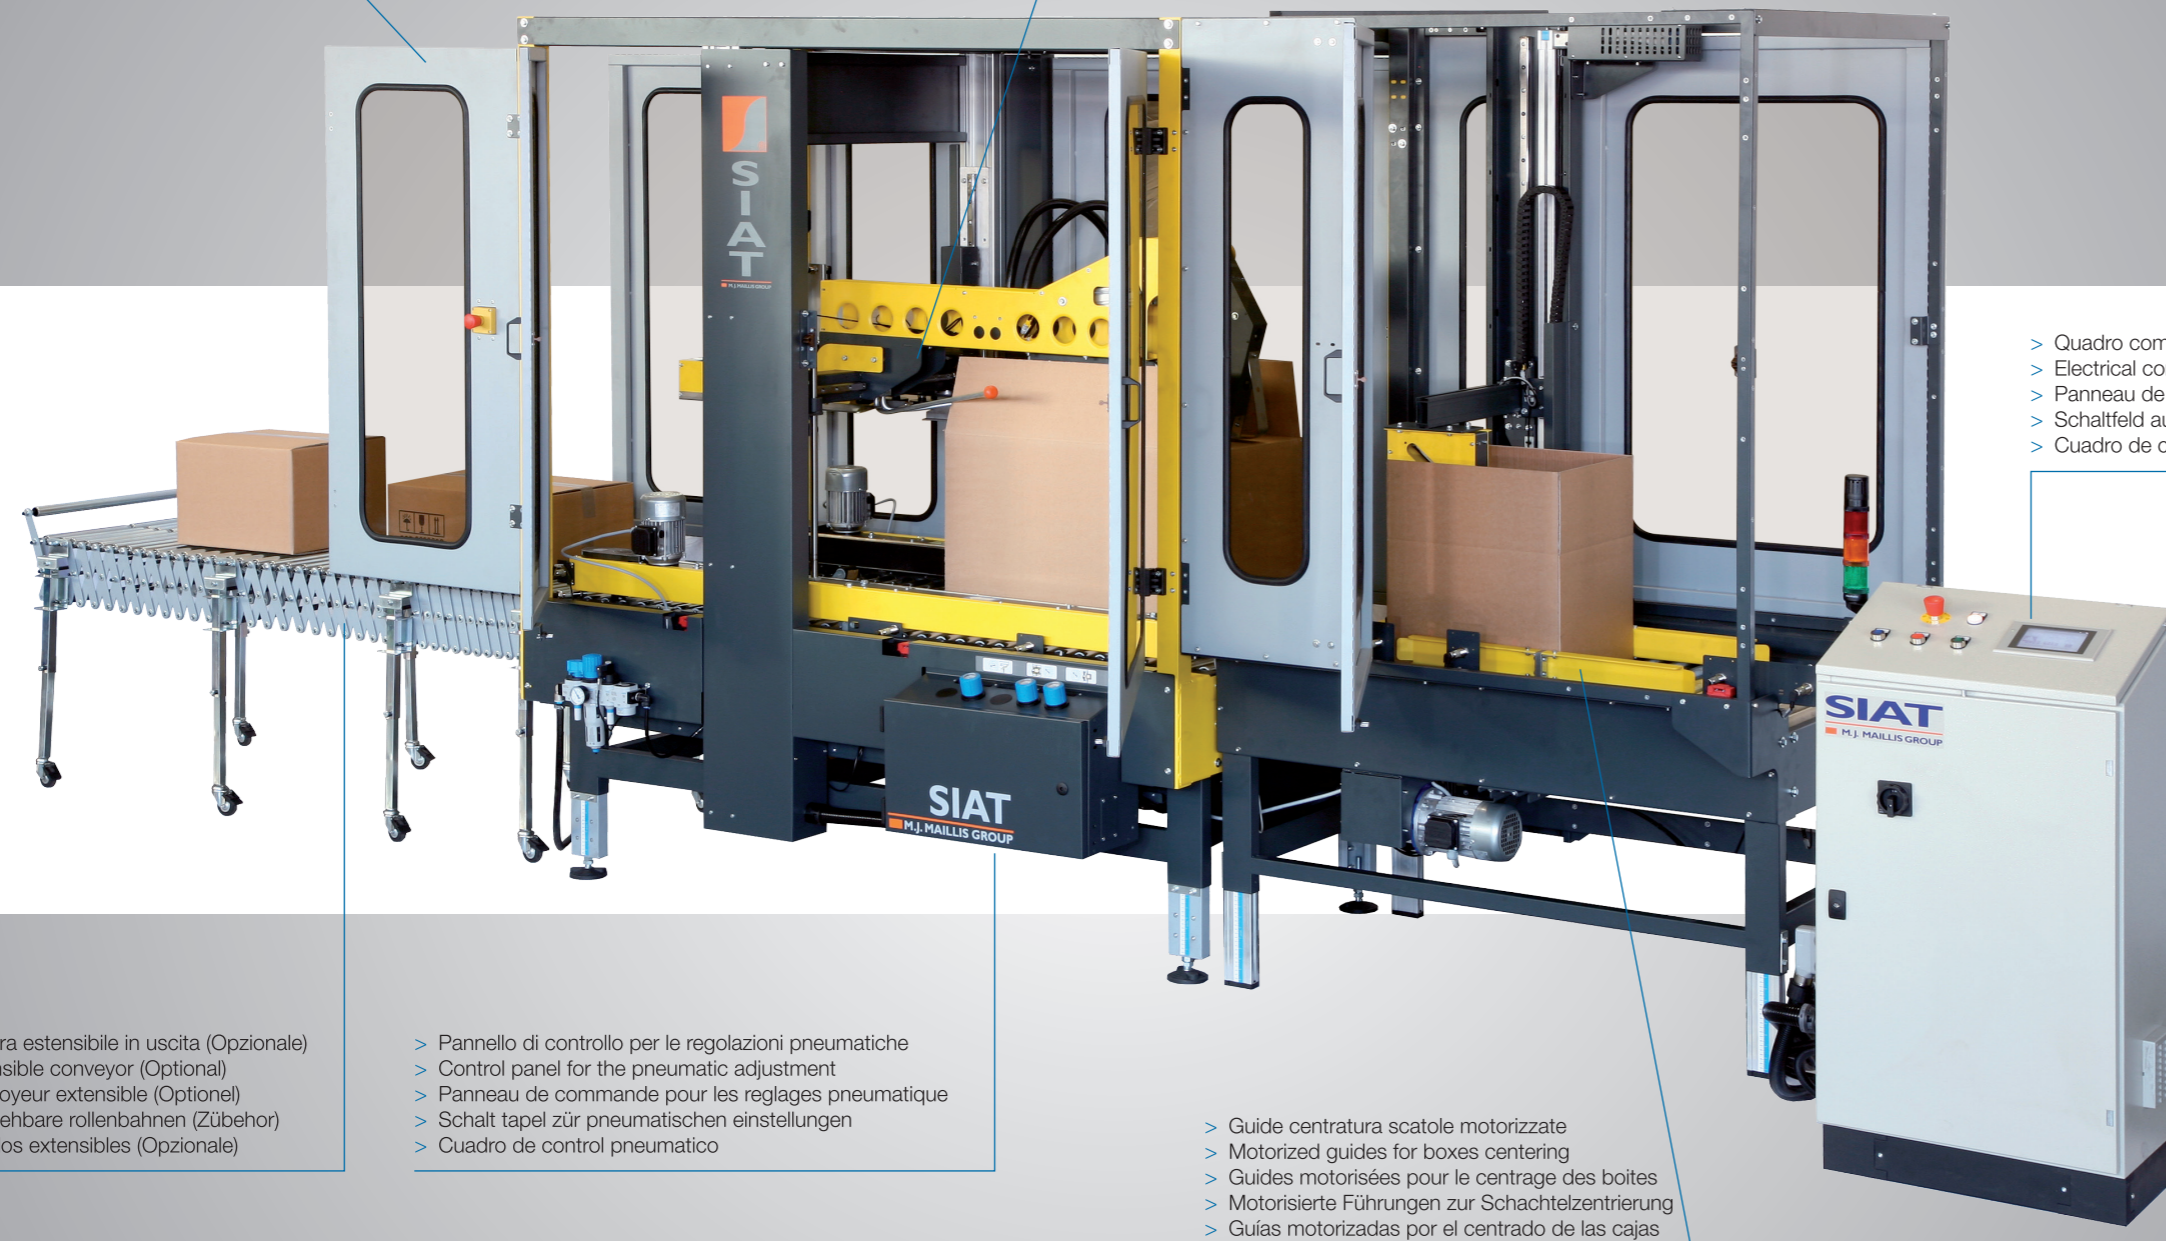 SIAT
M.J. MAILLIS GROUP
> Quadro com
> Electrical co
> Panneau de
> Schaltfeld au
> Cuadro de c
SIAT
M.J. MAILLIS GROUP
SIAT
M.J. MAILLIS GROUP
ra estensibile in uscita (Opzionale)
nsible conveyor (Optional)
oyeur extensible (Optionel)
ehbare rollenbahnen (Zübehor)
los extensibles (Opzionale)
> Pannello di controllo per le regolazioni pneumatiche
> Control panel for the pneumatic adjustment
> Panneau de commande pour les reglages pneumatique
> Schalt tapel zür pneumatischen einstellungen
> Cuadro de control pneumatico
> Guide centratura scatole motorizzate
> Motorized guides for boxes centering
> Guides motorisées pour le centrage des boites
> Motorisierte Führungen zur Schachtelzentrierung
> Guías motorizadas por el centrado de las cajas